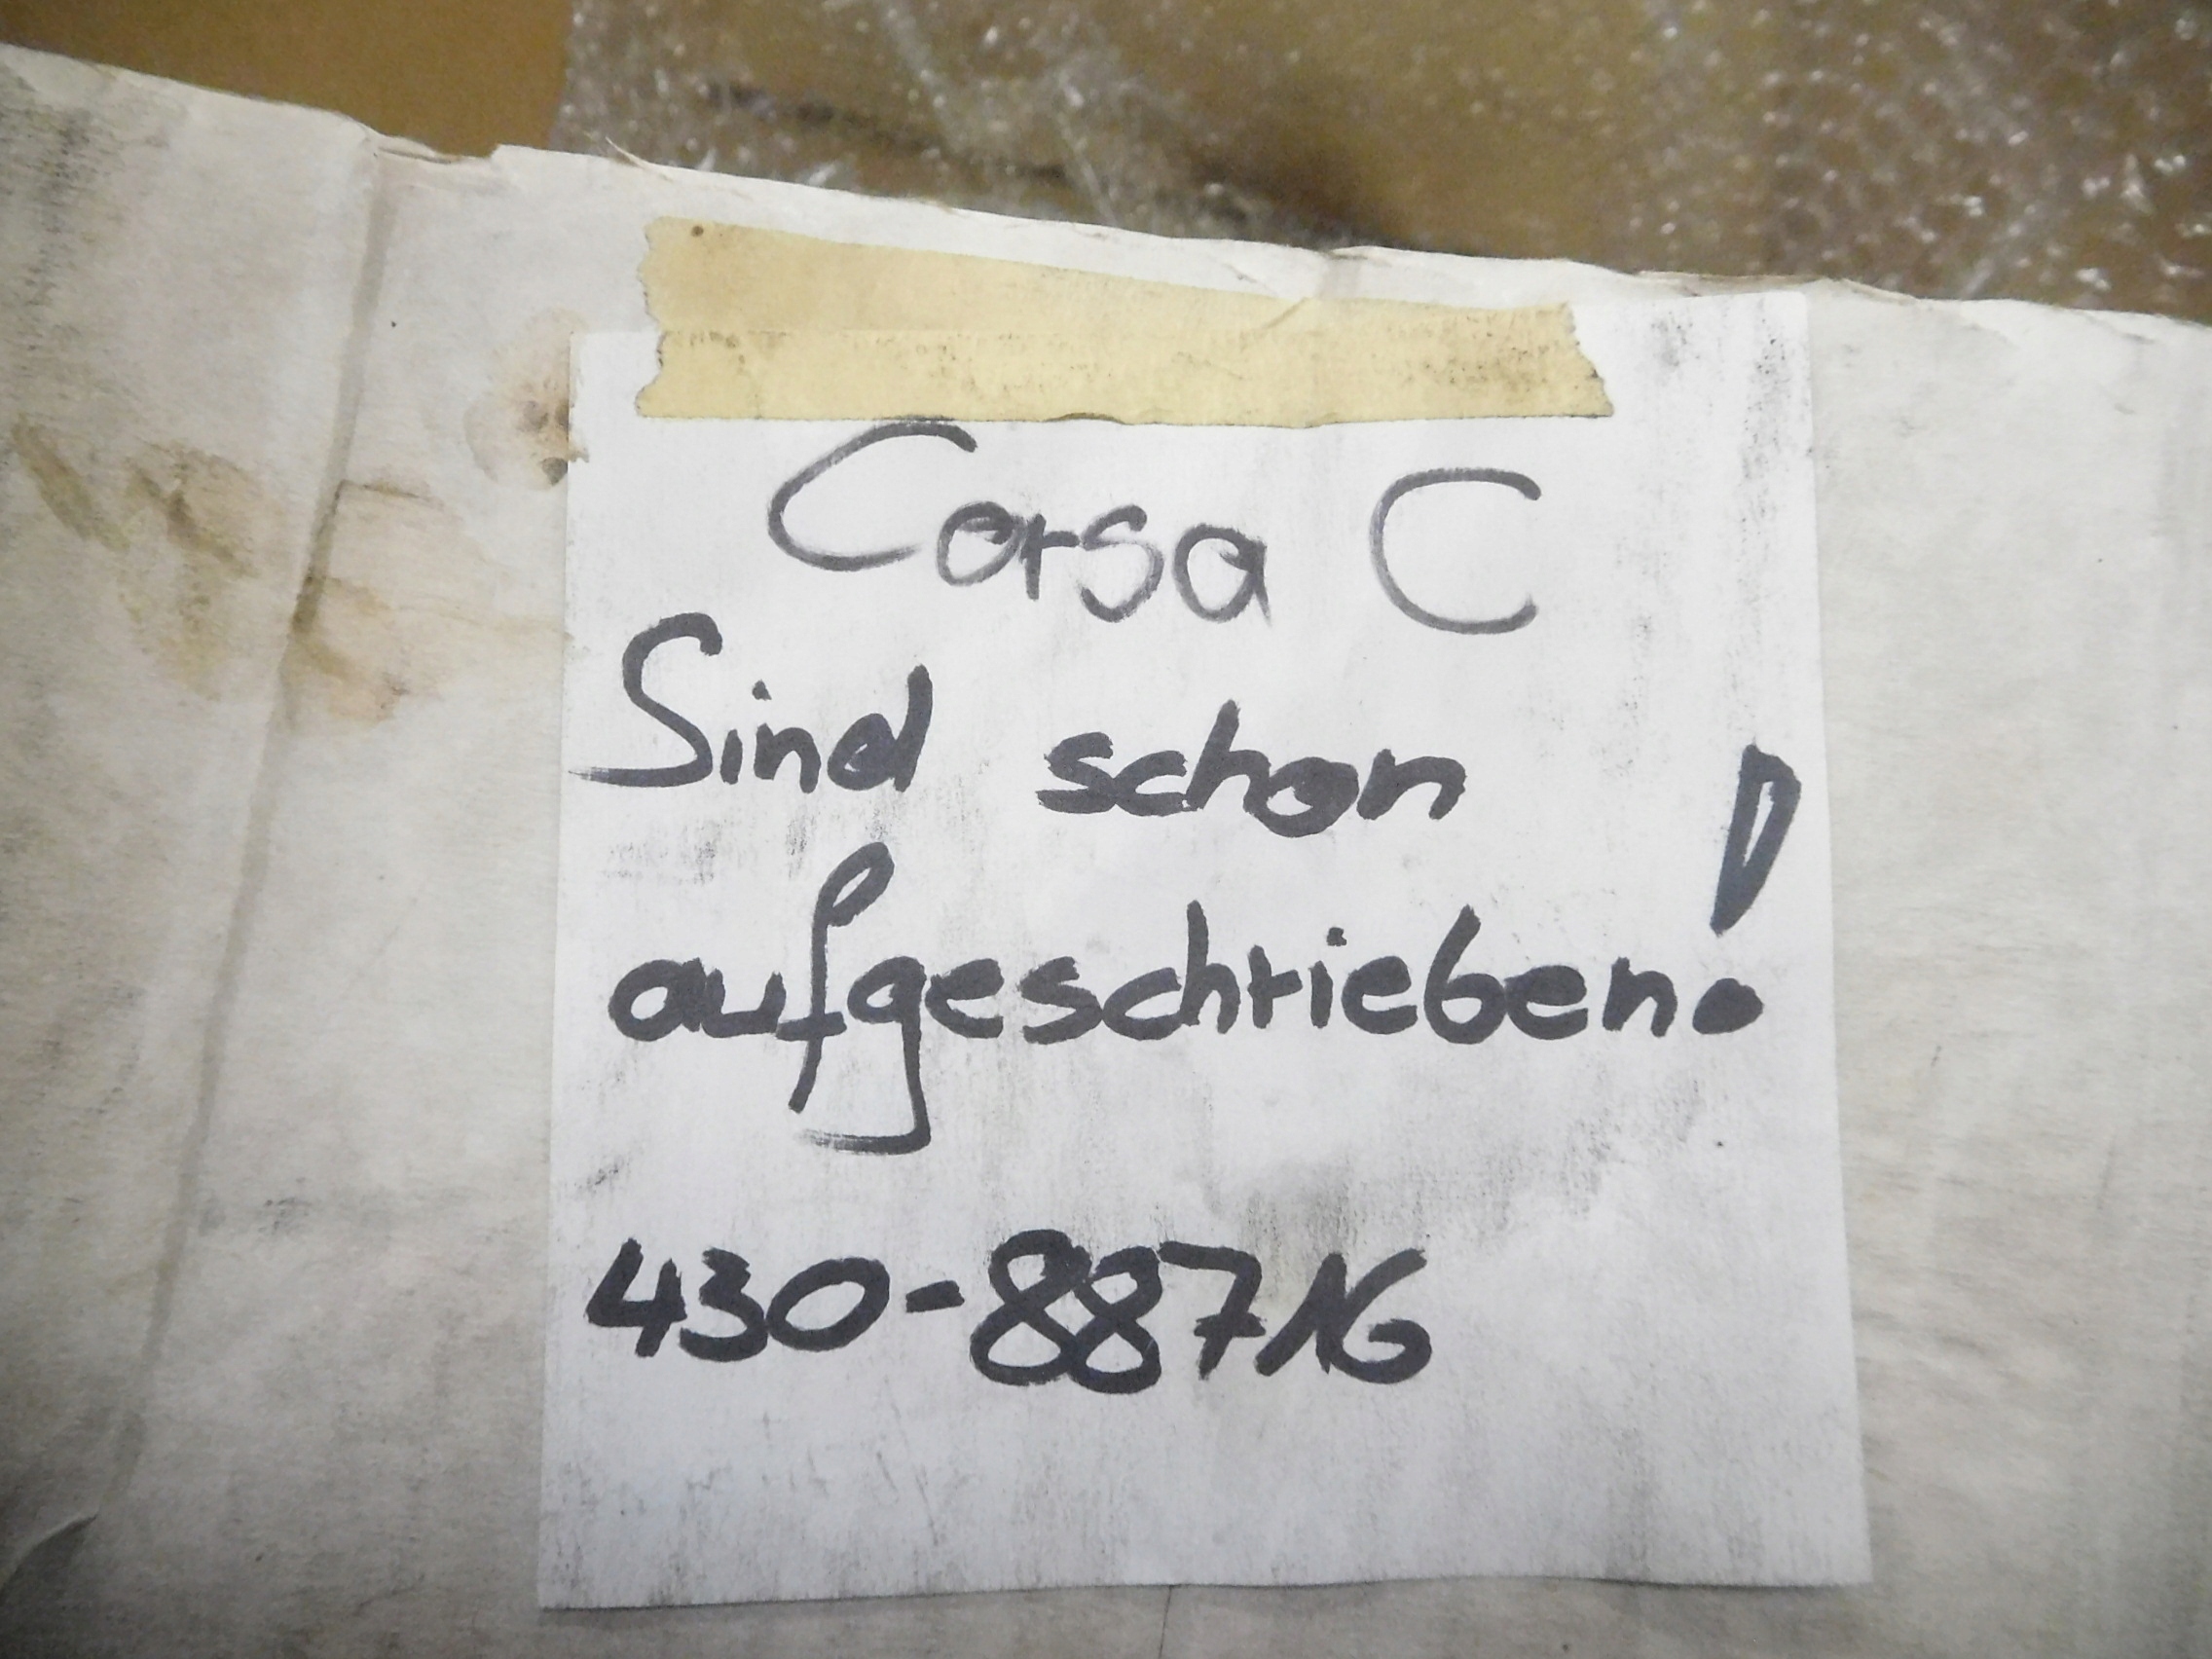 Corsa C
Sind schon
aufgeschrieben!
430-88716